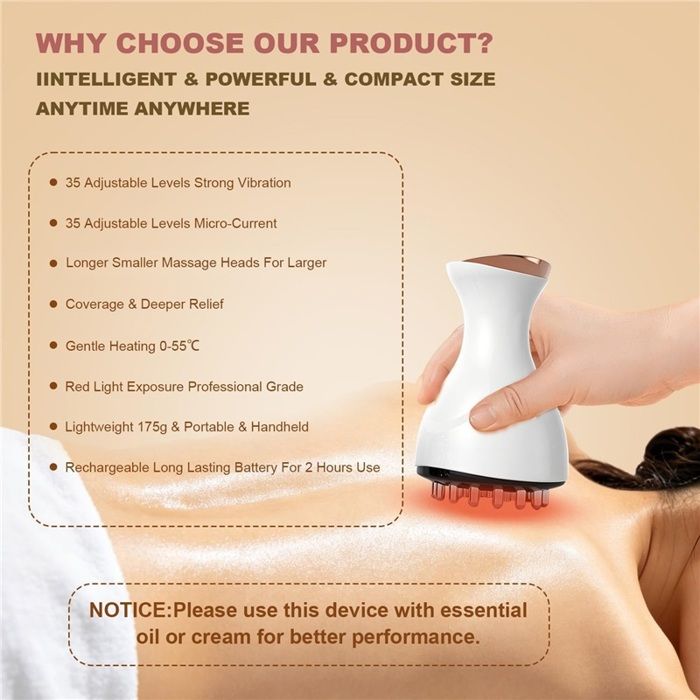 WHY CHOOSE OUR PRODUCT?
IINTELLIGENT & POWERFUL & COMPACT SIZE
ANYTIME ANYWHERE
35 Adjustable Levels Strong Vibration
35 Adjustable Levels Micro-Current
Longer Smaller Massage Heads For Larger
Coverage & Deeper Relief
Gentle Heating 0-55℃
Red Light Exposure Professional Grade
Lightweight 175g & Portable & Handheld
Rechargeable Long Lasting Battery For 2 Hours Use
NOTICE:Please use this device with essential
oil or cream for better performance.